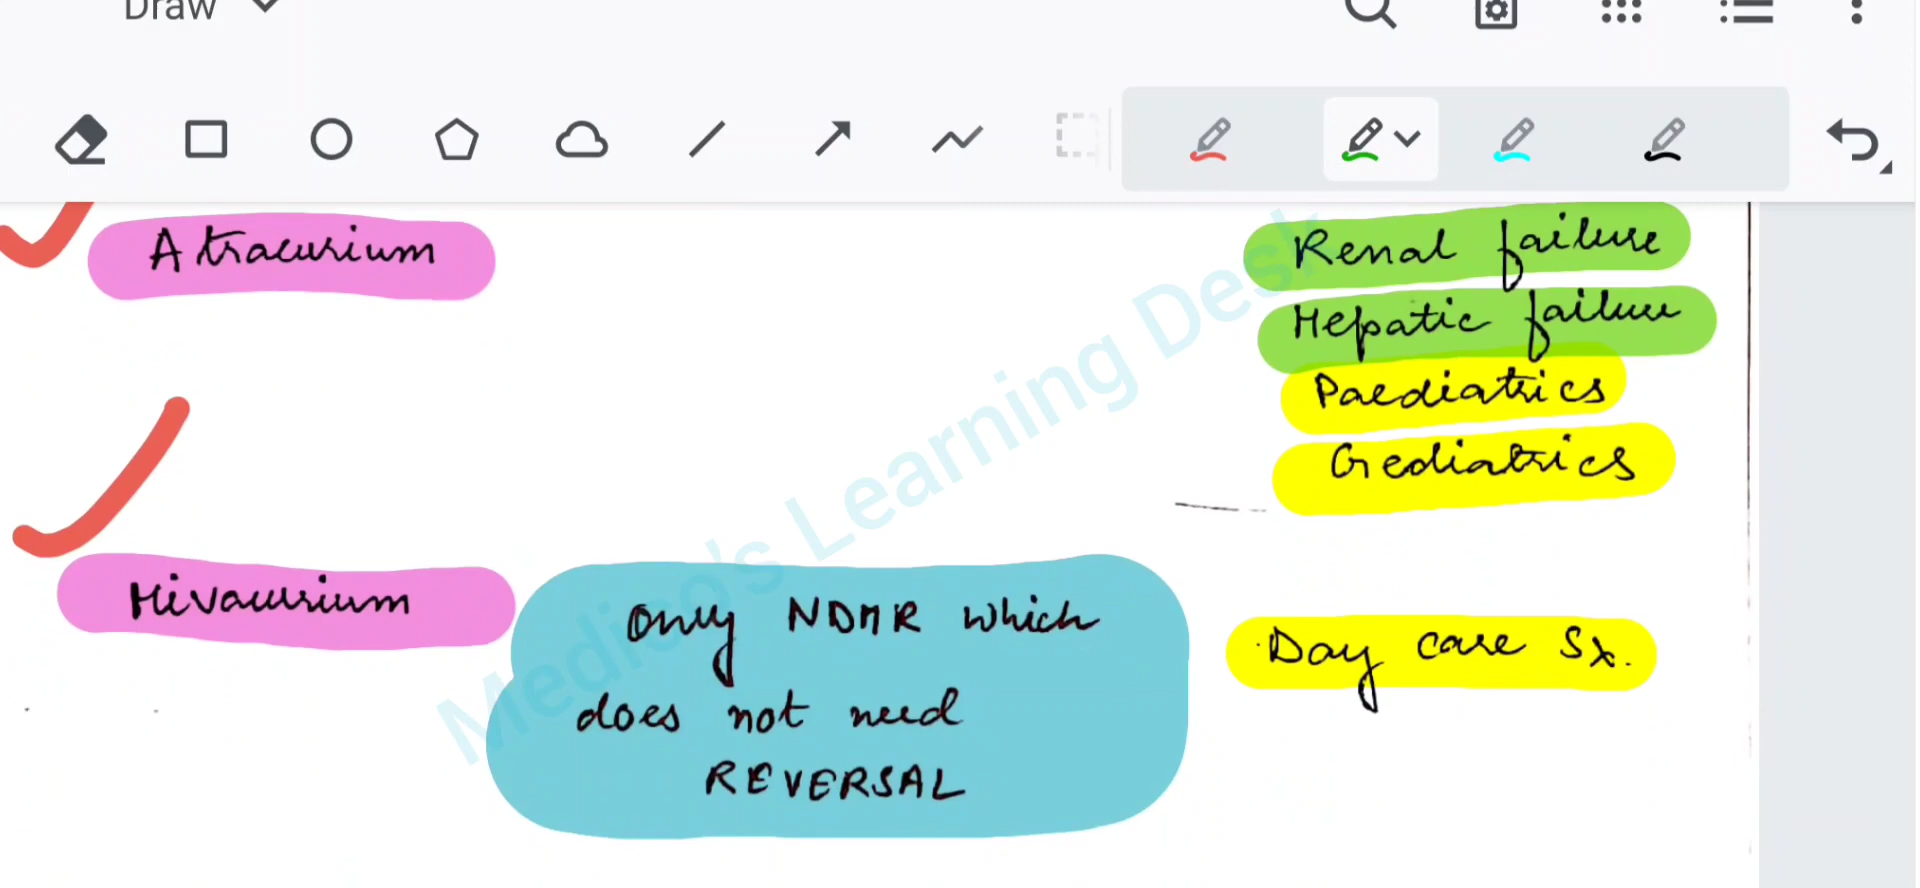 Draw
Atracurium
Renal failure
Hepatic failure
Paediatrics
Grediatrics
Mivacurium
only NDMR which
does not need
REVERSAL
Day care Sx.
Medico's Learning Desk